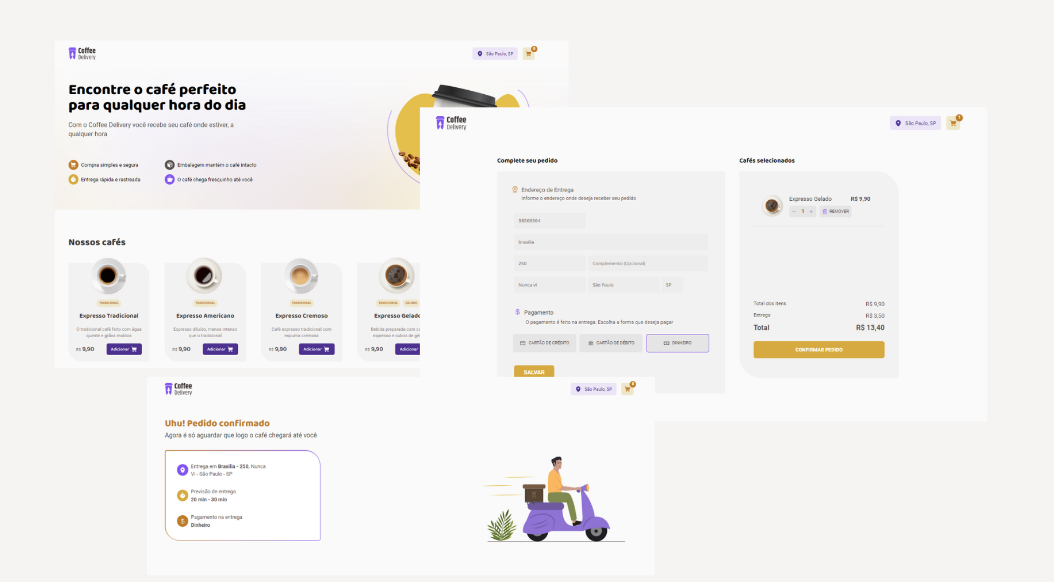 Coffee
Delivery
São Paulo, SP
0
Encontre o café perfeito
para qualquer hora do dia
Com o Coffee Delivery você recebe seu café onde estiver, a
qualquer hora
Compra simples e segura
Embalagem mantém o café intacto
Entrega rápida e rastreada
O café chega fresquinho até você
Nossos cafés
TRADICIONAL
Expresso Tradicional
O tradicional café feito com água
quente e grãos moídos
R$ 9,90
Adicionar
TRADICIONAL
Expresso Americano
Expresso diluído, menos intenso
que o tradicional
R$ 9,90
Adicionar
TRADICIONAL
Expresso Cremoso
Café expresso tradicional com
espuma cremosa
R$ 9,90
Adicionar
TRADICIONAL
GELADO
Expresso Gelado
Bebida preparada com
expresso e cubos de
R$ 9,90
Adicionar
Coffee
Delivery
São Paulo, SP
1
Complete seu pedido
Endereço de Entrega
Informe o endereço onde deseja receber seu pedido
Brasilia
250
Complemento (Opcional)
Nunca vi
São Paulo
SP
Pagamento
O pagamento é feito na entrega. Escolha a forma que deseja pagar
CARTÃO DE CRÉDITO
CARTÃO DE DÉBITO
DINHEIRO
SALVAR
Cafés selecionados
Expresso Gelado
R$ 9,90
− 1 +
REMOVER
Total dos itens
R$ 9,90
Entrega
R$ 3,50
Total
R$ 13,40
CONFIRMAR PEDIDO
Coffee
Delivery
São Paulo, SP
0
Uhu! Pedido confirmado
Agora é só aguardar que logo o café chegará até você
Entrega em Brasilia - 250, Nunca
Vi - São Paulo - SP
Previsão de entrega
20 min - 30 min
Pagamento na entrega
Dinheiro